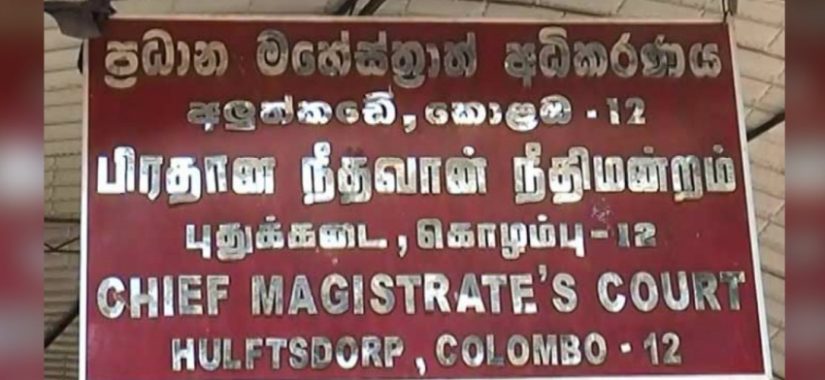 ප්‍රධාන මහේස්ත්‍රාත් අධිකරණය
අලුත්කඩේ, කොළඹ - 12
பிரதான நீதவான் நீதிமன்றம்
புதுக்கடை, கொழம்பு - 12
CHIEF MAGISTRATE'S COURT
HULFTSDORP, COLOMBO - 12